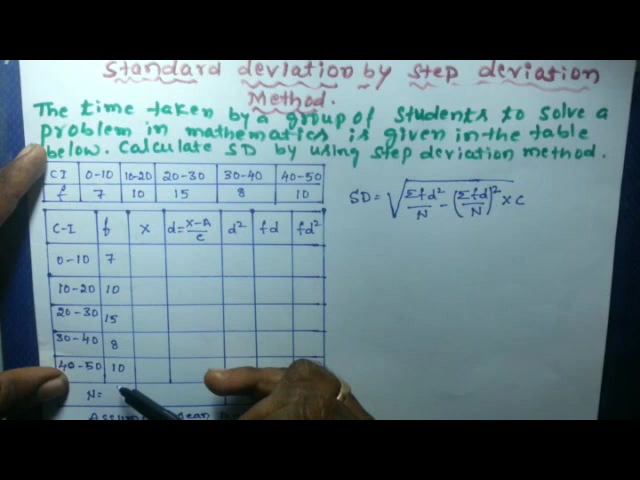 Standard deviation by step deviation
Method.
The time taken by a group of students to solve a
problem in mathematics is given in the table
below. Calculate SD by using step deviation method.
CI 0-10 10-20 20-30 30-40 40-50
f 7 10 15 8 10
SD = √(Σfd²/N - (Σfd/N)²) × C
C-I f X d=X-A/C d² fd fd²
0-10 7
10-20 10
20-30 15
30-40 8
40-50 10
N=